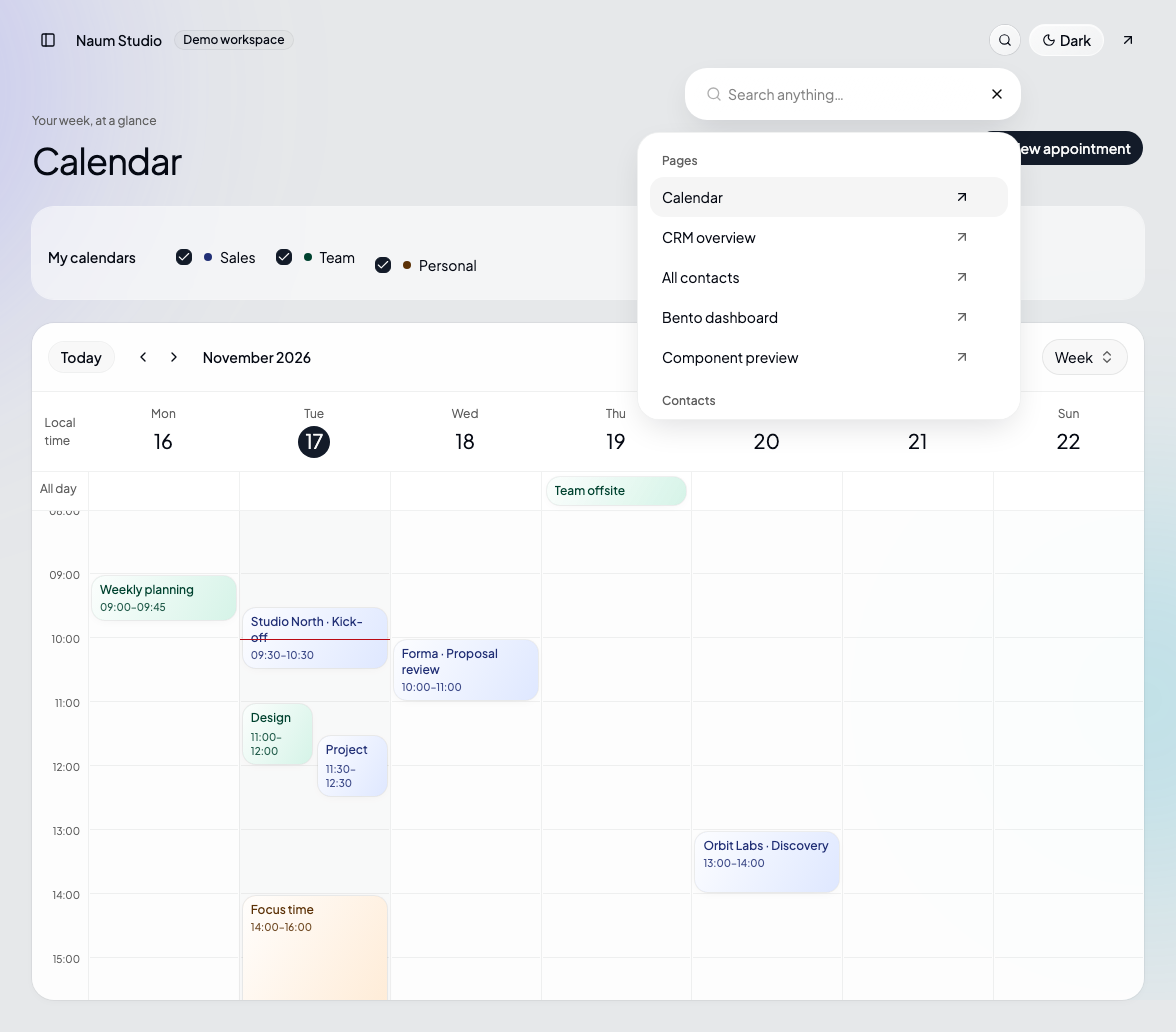 Naum Studio
Demo workspace
Dark
Search anything...
Your week, at a glance
Calendar
ew appointment
Pages
Calendar
CRM overview
All contacts
Bento dashboard
Component preview
Contacts
My calendars
Sales
Team
Personal
Today
November 2026
Week
Local
time
Mon
16
Tue
17
Wed
18
Thu
19
20
21
Sun
22
All day
Team offsite
08:00
09:00
Weekly planning
09:00–09:45
Studio North · Kick-
off
09:30–10:30
10:00
Forma · Proposal
review
10:00–11:00
11:00
Design
11:00–
12:00
Project
11:30–
12:30
12:00
13:00
Orbit Labs · Discovery
13:00–14:00
14:00
Focus time
14:00–16:00
15:00